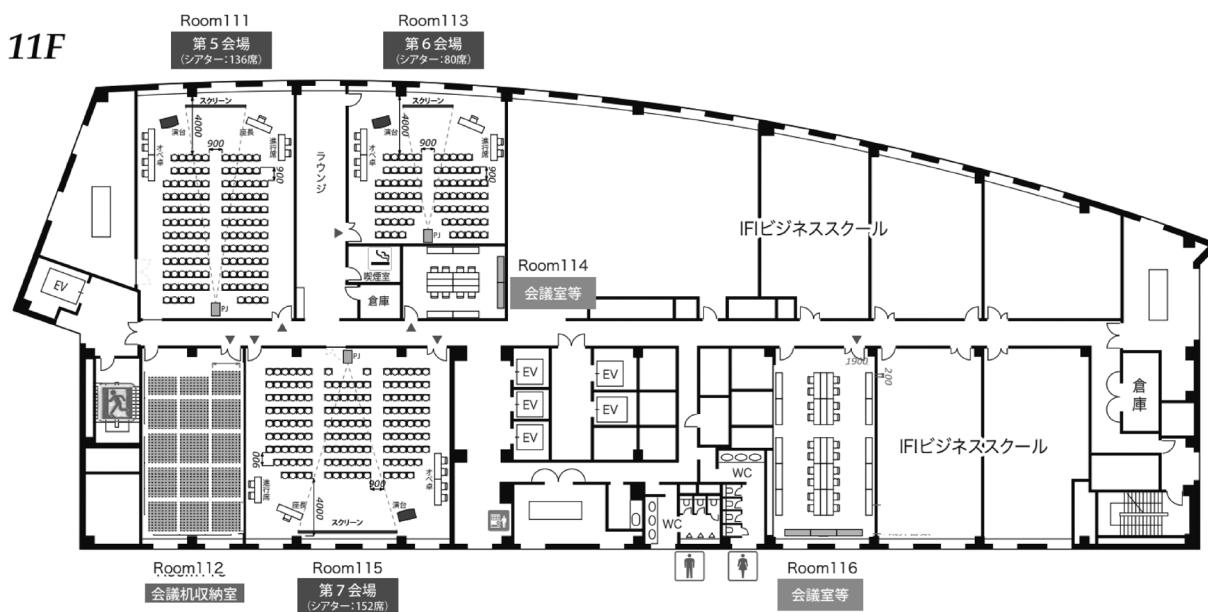 11F
Room111
第5会場
(シアター:136席)
Room113
第6会場
(シアター:80席)
スクリーン
演台
座長
4000
進行席
オペ卓
900
900
PJ
ラウンジ
スクリーン
演台
座長
4000
進行席
オペ卓
900
900
PJ
喫煙室
倉庫
Room114
会議室等
IFIビジネススクール
EV
EV
EV
EV
EV
EV
PJ
900
900
進行席
座長
4000
スクリーン
演台
オペ卓
WC
WC
1900
200
IFIビジネススクール
倉庫
Room112
会議机収納室
Room115
第7会場
(シアター:152席)
Room116
会議室等